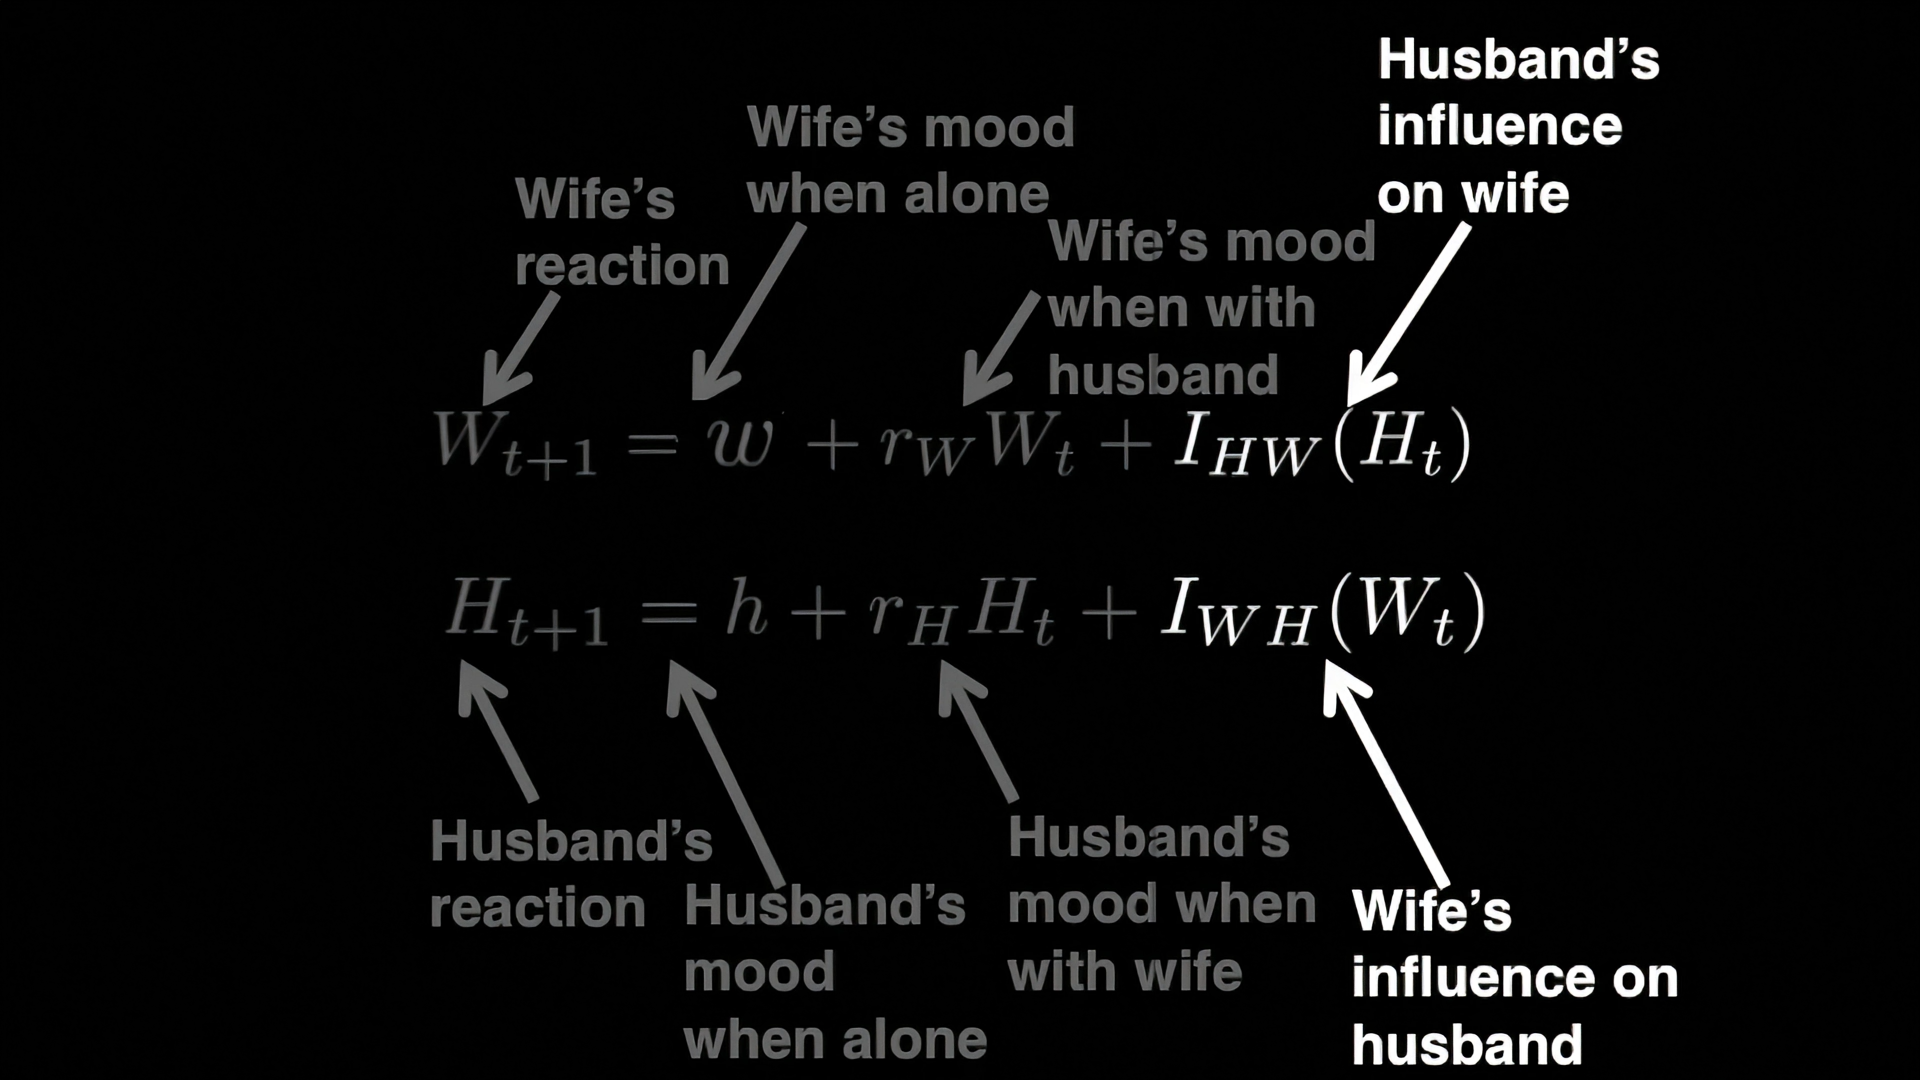 Husband’s
influence
on wife
Wife’s mood
when alone
Wife’s
reaction
Wife’s mood
when with
husband
W_{t+1} = w + r_W W_t + I_{HW}(H_t)
H_{t+1} = h + r_H H_t + I_{WH}(W_t)
Husband’s
reaction
Husband’s
mood
when alone
Husband’s
mood when
with wife
Wife’s
influence on
husband